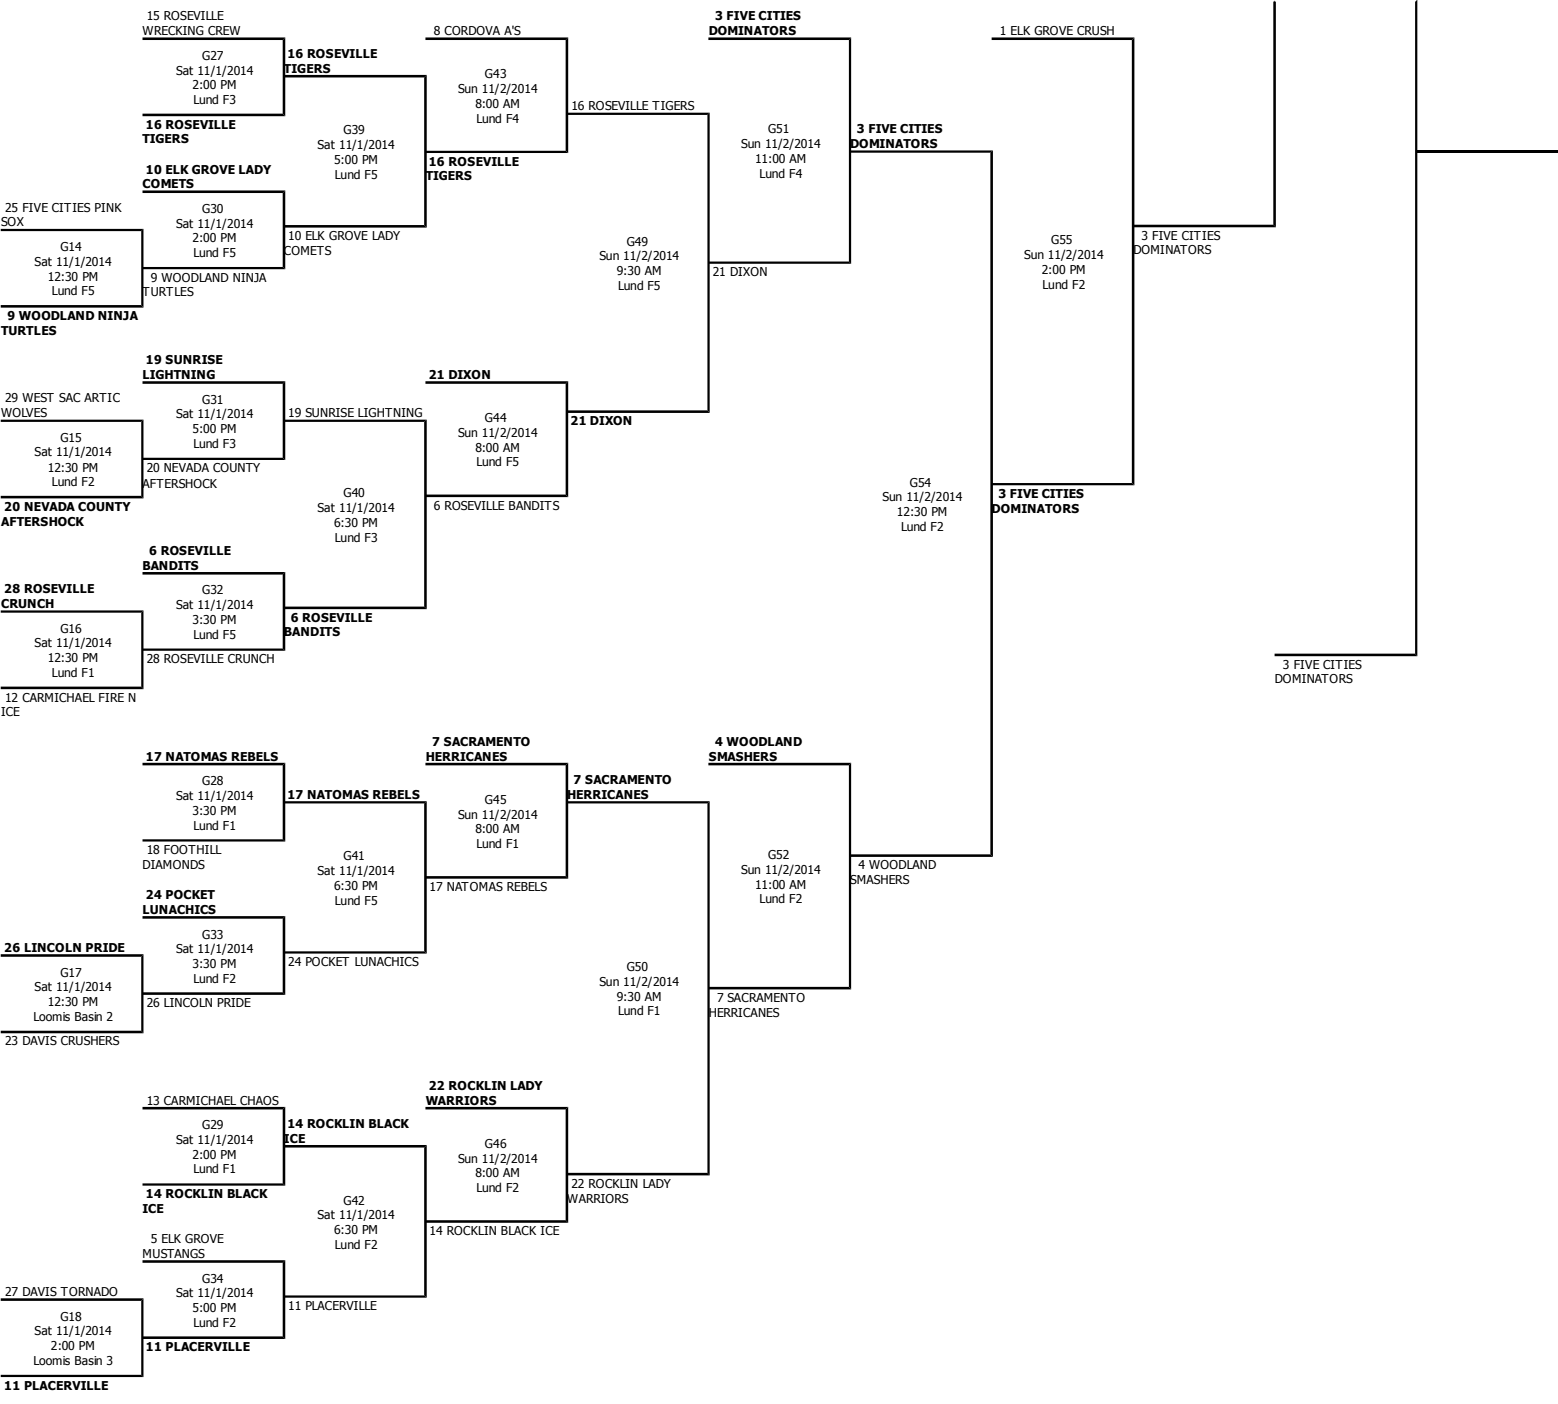 15 ROSEVILLE
WRECKING CREW
G27
Sat 11/1/2014
2:00 PM
Lund F3
16 ROSEVILLE
TIGERS
10 ELK GROVE LADY
COMETS
25 FIVE CITIES PINK
SOX
G14
Sat 11/1/2014
12:30 PM
Lund F5
9 WOODLAND NINJA
TURTLES
G30
Sat 11/1/2014
2:00 PM
Lund F5
9 WOODLAND NINJA
TURTLES
19 SUNRISE
LIGHTNING
29 WEST SAC ARTIC
WOLVES
G15
Sat 11/1/2014
12:30 PM
Lund F2
20 NEVADA COUNTY
AFTERSHOCK
G31
Sat 11/1/2014
5:00 PM
Lund F3
20 NEVADA COUNTY
AFTERSHOCK
6 ROSEVILLE
BANDITS
28 ROSEVILLE
CRUNCH
G16
Sat 11/1/2014
12:30 PM
Lund F1
12 CARMICHAEL FIRE N
ICE
G32
Sat 11/1/2014
3:30 PM
Lund F5
28 ROSEVILLE CRUNCH
17 NATOMAS REBELS
G28
Sat 11/1/2014
3:30 PM
Lund F1
18 FOOTHILL
DIAMONDS
24 POCKET
LUNACHICS
26 LINCOLN PRIDE
G17
Sat 11/1/2014
12:30 PM
Loomis Basin 2
23 DAVIS CRUSHERS
G33
Sat 11/1/2014
3:30 PM
Lund F2
26 LINCOLN PRIDE
13 CARMICHAEL CHAOS
G29
Sat 11/1/2014
2:00 PM
Lund F1
14 ROCKLIN BLACK
ICE
5 ELK GROVE
MUSTANGS
27 DAVIS TORNADO
G18
Sat 11/1/2014
2:00 PM
Loomis Basin 3
11 PLACERVILLE
G34
Sat 11/1/2014
5:00 PM
Lund F2
11 PLACERVILLE
16 ROSEVILLE
TIGERS
G39
Sat 11/1/2014
5:00 PM
Lund F5
10 ELK GROVE LADY
COMETS
19 SUNRISE LIGHTNING
G40
Sat 11/1/2014
6:30 PM
Lund F3
6 ROSEVILLE
BANDITS
17 NATOMAS REBELS
G41
Sat 11/1/2014
6:30 PM
Lund F5
24 POCKET LUNACHICS
14 ROCKLIN BLACK
ICE
G42
Sat 11/1/2014
6:30 PM
Lund F2
11 PLACERVILLE
8 CORDOVA A'S
G43
Sun 11/2/2014
8:00 AM
Lund F4
16 ROSEVILLE
TIGERS
21 DIXON
G44
Sun 11/2/2014
8:00 AM
Lund F5
6 ROSEVILLE BANDITS
7 SACRAMENTO
HERRICANES
G45
Sun 11/2/2014
8:00 AM
Lund F1
17 NATOMAS REBELS
22 ROCKLIN LADY
WARRIORS
G46
Sun 11/2/2014
8:00 AM
Lund F2
14 ROCKLIN BLACK ICE
16 ROSEVILLE TIGERS
G49
Sun 11/2/2014
9:30 AM
Lund F5
21 DIXON
7 SACRAMENTO
HERRICANES
G50
Sun 11/2/2014
9:30 AM
Lund F1
22 ROCKLIN LADY
WARRIORS
3 FIVE CITIES
DOMINATORS
G51
Sun 11/2/2014
11:00 AM
Lund F4
21 DIXON
4 WOODLAND
SMASHERS
G52
Sun 11/2/2014
11:00 AM
Lund F2
7 SACRAMENTO
HERRICANES
3 FIVE CITIES
DOMINATORS
G54
Sun 11/2/2014
12:30 PM
Lund F2
4 WOODLAND
SMASHERS
1 ELK GROVE CRUSH
G55
Sun 11/2/2014
2:00 PM
Lund F2
3 FIVE CITIES
DOMINATORS
3 FIVE CITIES
DOMINATORS
3 FIVE CITIES
DOMINATORS